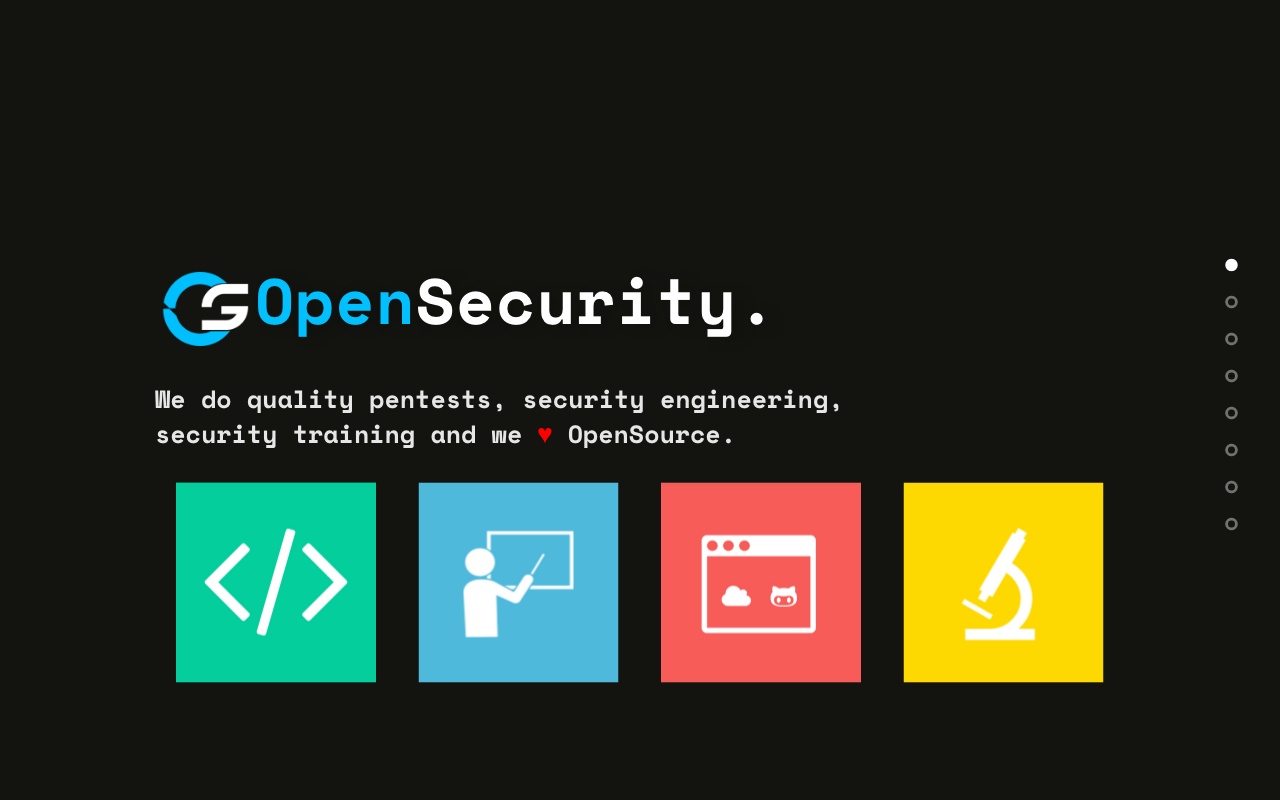 OpenSecurity.
We do quality pentests, security engineering,
security training and we ♥ OpenSource.